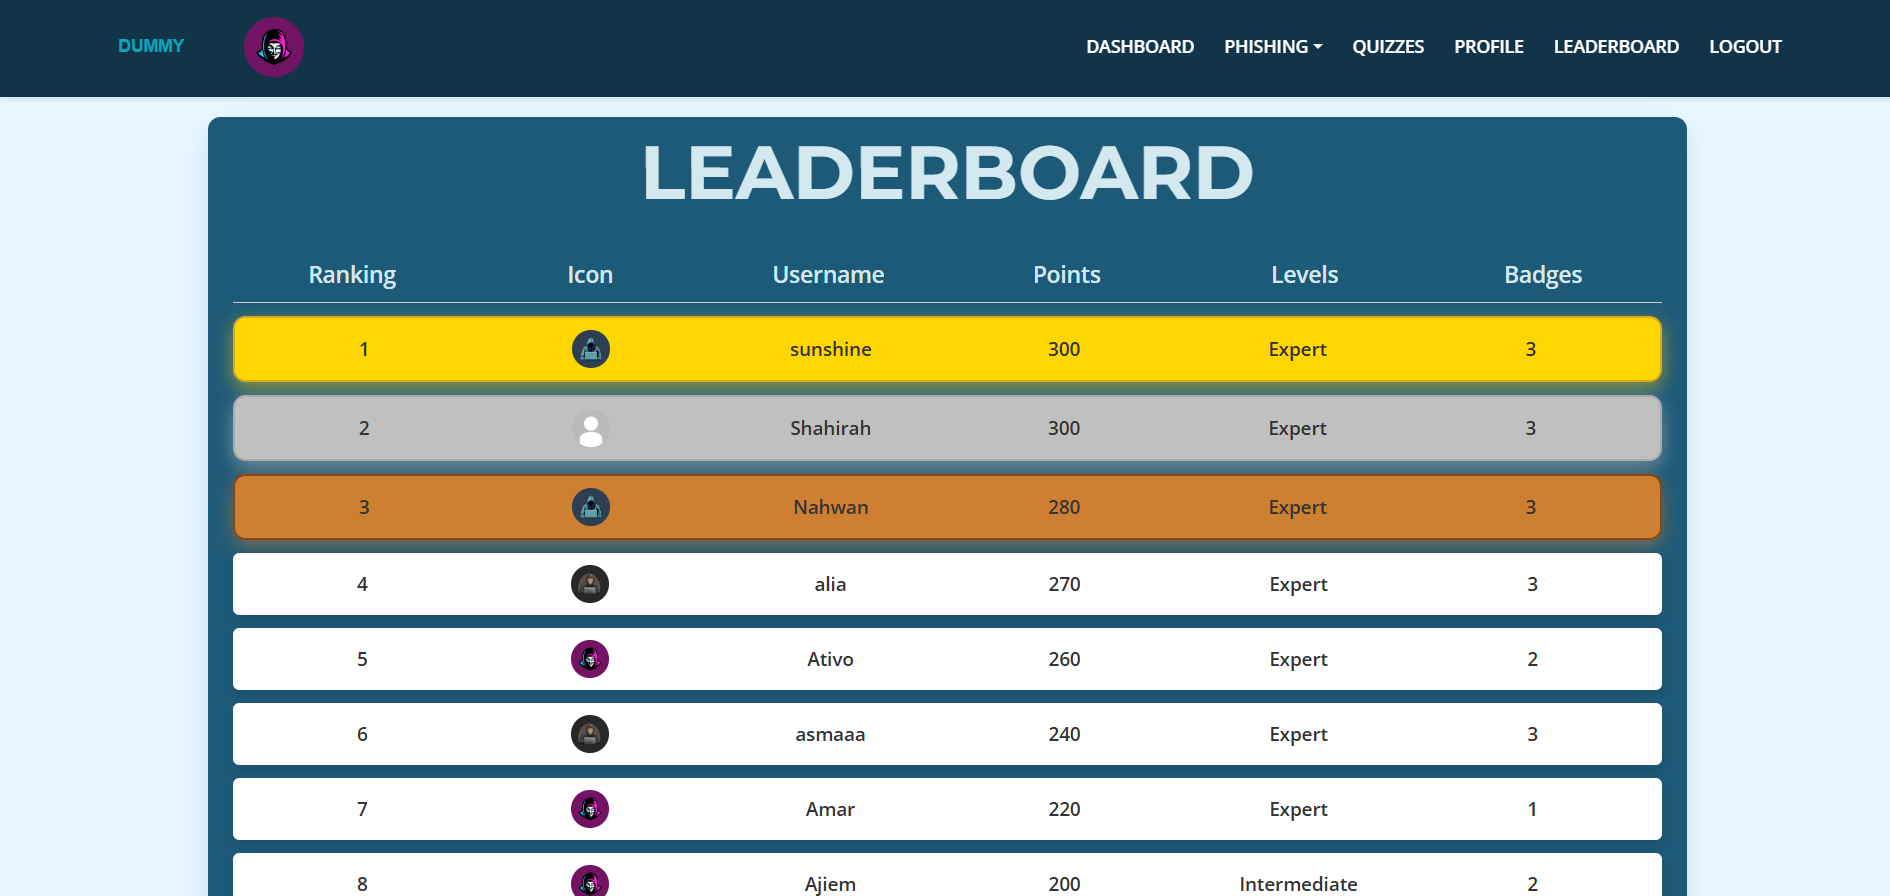 DUMMY DASHBOARD PHISHING QUIZZES PROFILE LEADERBOARD LOGOUT
LEADERBOARD
Ranking Icon Username Points Levels Badges
1 sunshine 300 Expert 3
2 Shahirah 300 Expert 3
3 Nahwan 280 Expert 3
4 alia 270 Expert 3
5 Ativo 260 Expert 2
6 asmaaa 240 Expert 3
7 Amar 220 Expert 1
8 Ajiem 200 Intermediate 2